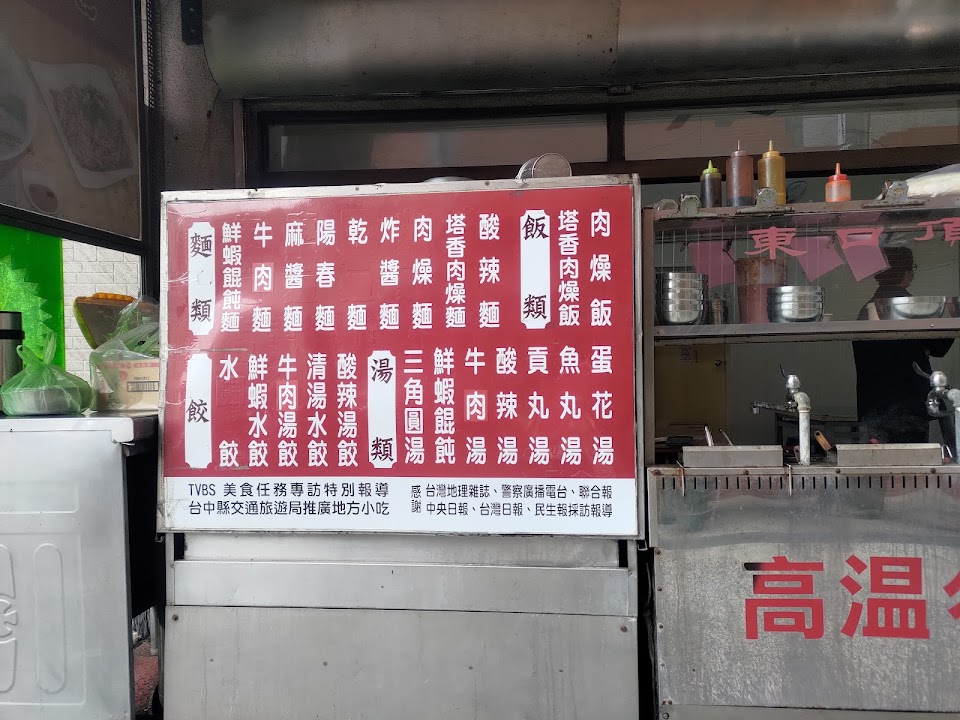 麵類
鮮蝦餛飩麵
牛肉麵
麻醬麵
陽春麵
乾麵
炸醬麵
肉燥麵
塔香肉燥麵
酸辣麵
飯類
塔香肉燥飯
肉燥飯
水餃
水餃
鮮蝦水餃
牛肉湯餃
清湯水餃
酸辣湯餃
湯類
三角圓湯
鮮蝦餛飩
牛肉湯
酸辣湯
貢丸湯
魚丸湯
蛋花湯
TVBS 美食任務專訪特別報導
台中縣交通旅遊局推廣地方小吃
感謝
台灣地理雜誌、警察廣播電台、聯合報
中央日報、台灣日報、民生報採訪報導
東口頂
高温